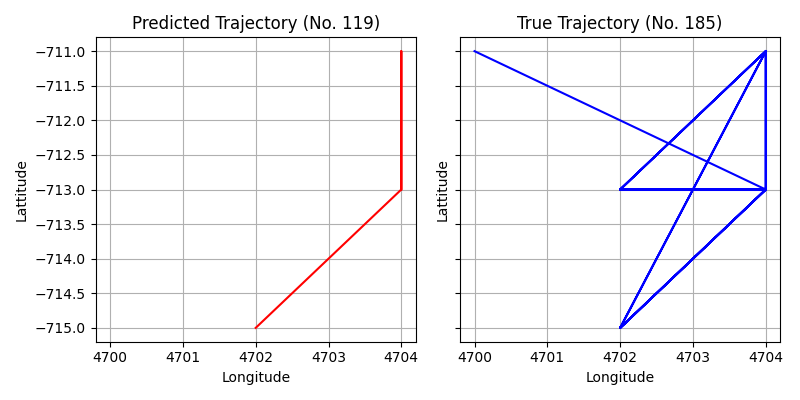 Predicted Trajectory (No. 119)
True Trajectory (No. 185)
Lattitude
−711.0
−711.5
−712.0
−712.5
−713.0
−713.5
−714.0
−714.5
−715.0
4700 4701 4702 4703 4704
Longitude
Lattitude
4700 4701 4702 4703 4704
Longitude